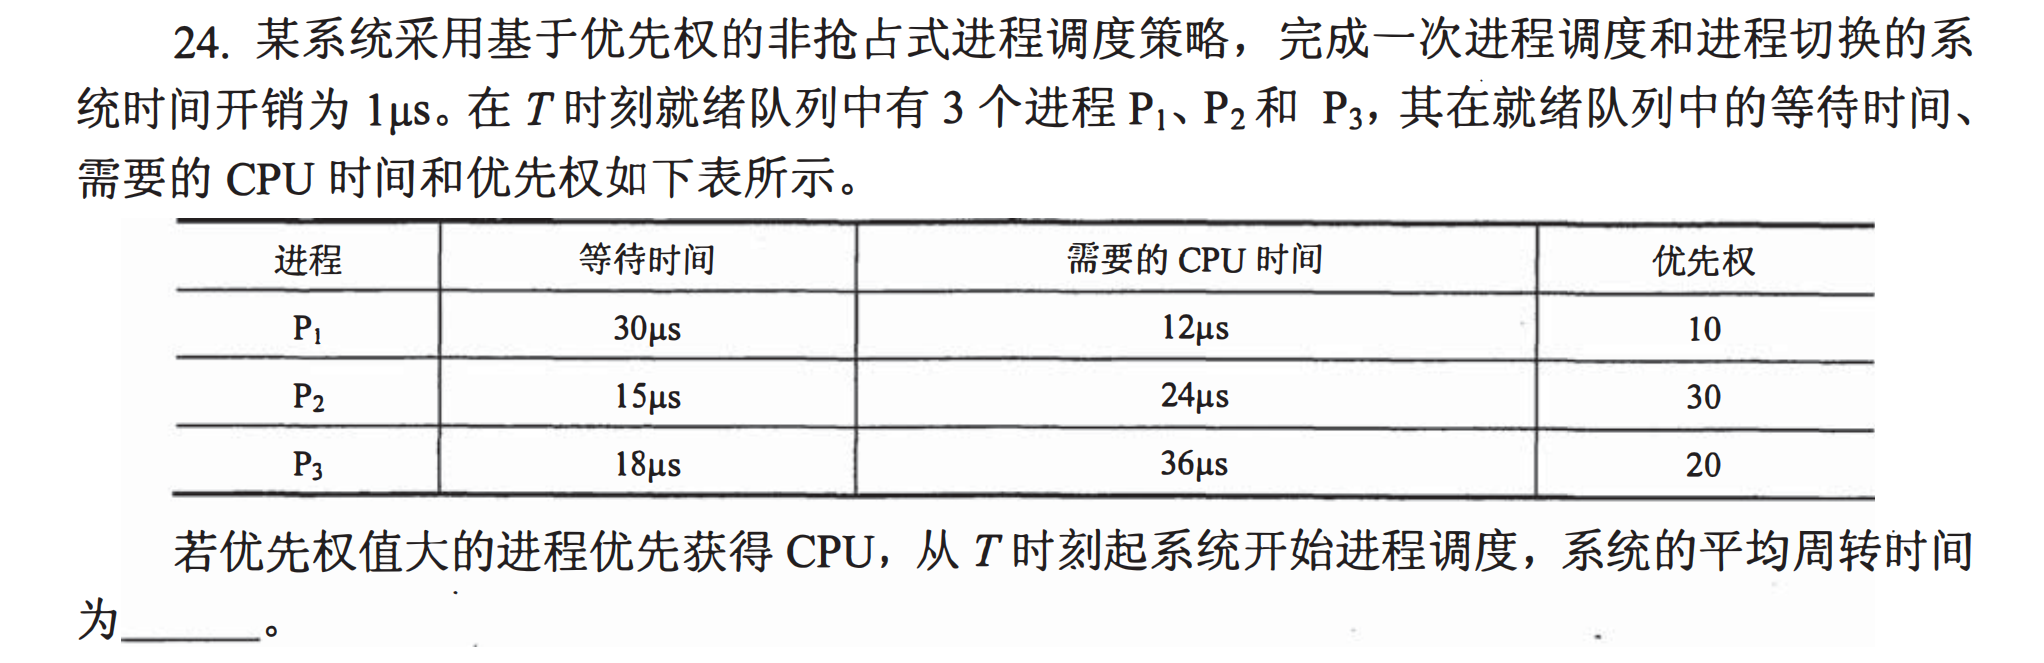 24. 某系统采用基于优先权的非抢占式进程调度策略，完成一次进程调度和进程切换的系
统时间开销为 1μs。在 T 时刻就绪队列中有 3 个进程 P₁、P₂ 和 P₃，其在就绪队列中的等待时间、
需要的 CPU 时间和优先权如下表所示。
进程 等待时间 需要的 CPU 时间 优先权
P₁ 30μs 12μs 10
P₂ 15μs 24μs 30
P₃ 18μs 36μs 20
若优先权值大的进程优先获得 CPU，从 T 时刻起系统开始进程调度，系统的平均周转时间
为______。